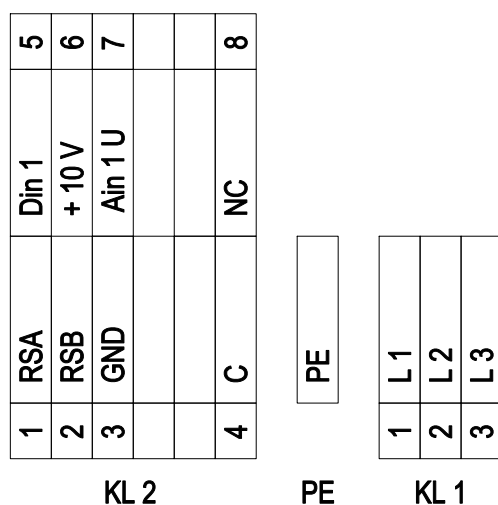 5 6 7 8
Din 1 + 10 V Ain 1 U NC
RSA RSB GND C PE L1 L2 L3
1 2 3 4 1 2 3
KL 2 PE KL 1